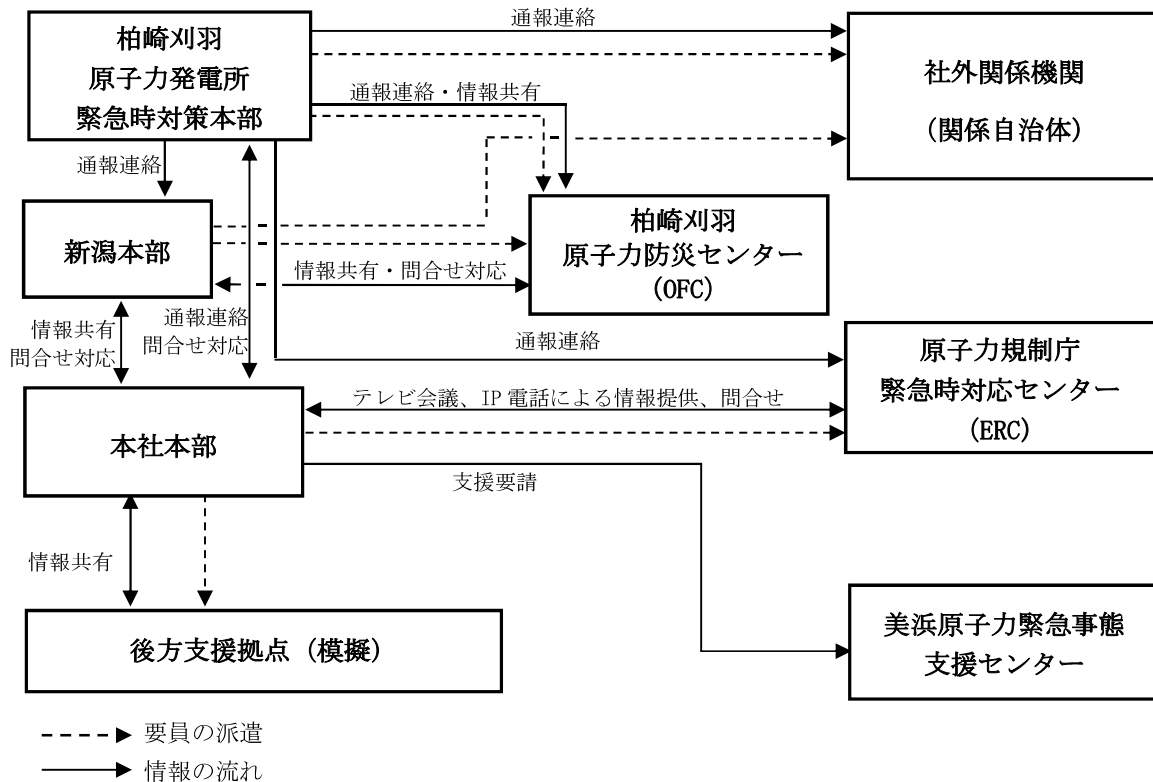 柏崎刈羽
原子力発電所
緊急時対策本部
通報連絡
社外関係機関
(関係自治体)
通報連絡・情報共有
通報連絡
新潟本部
柏崎刈羽
原子力防災センター
(OFC)
情報共有・問合せ対応
情報共有
問合せ対応
通報連絡
問合せ対応
通報連絡
原子力規制庁
緊急時対応センター
(ERC)
テレビ会議、IP 電話による情報提供、問合せ
本社本部
支援要請
情報共有
後方支援拠点（模擬）
美浜原子力緊急事態
支援センター
要員の派遣
情報の流れ